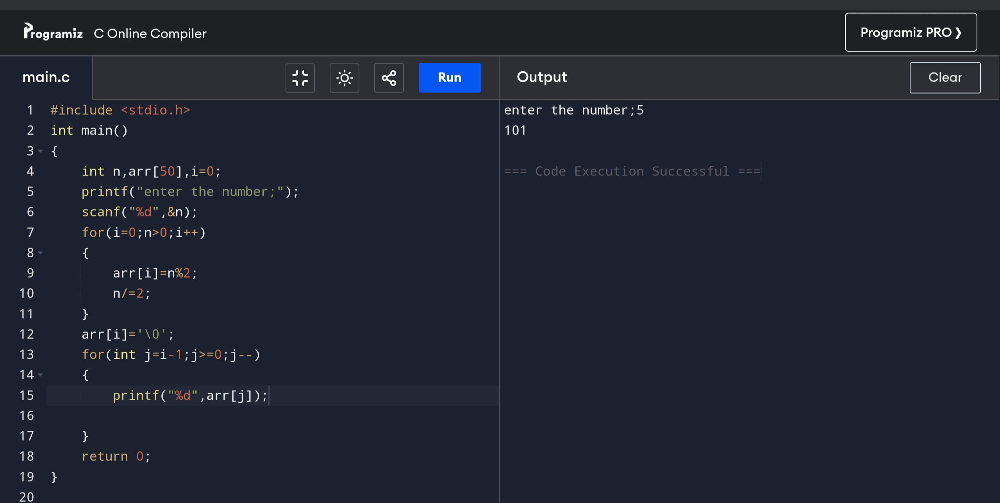 Programiz C Online Compiler
Programiz PRO ❯
main.c
Run
Output
Clear
1 #include <stdio.h>
2 int main()
3 {
4     int n,arr[50],i=0;
5     printf("enter the number;");
6     scanf("%d",&n);
7     for(i=0;n>0;i++)
8     {
9         arr[i]=n%2;
10         n/=2;
11     }
12     arr[i]='\0';
13     for(int j=i-1;j>=0;j--)
14     {
15         printf("%d",arr[j]);
16
17     }
18     return 0;
19 }
20
enter the number;5
101
=== Code Execution Successful ===